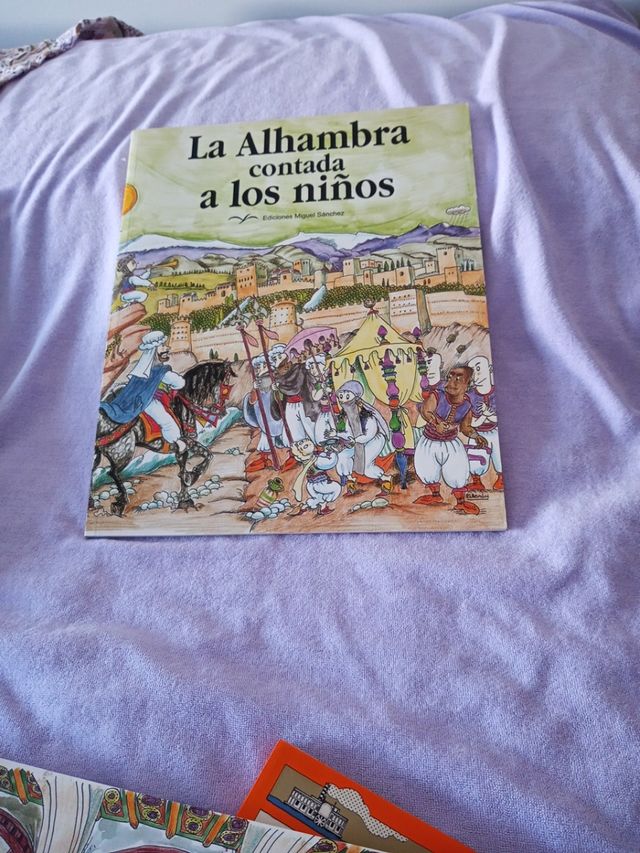 La Alhambra
contada
a los niños
Ediciones Miguel Sánchez